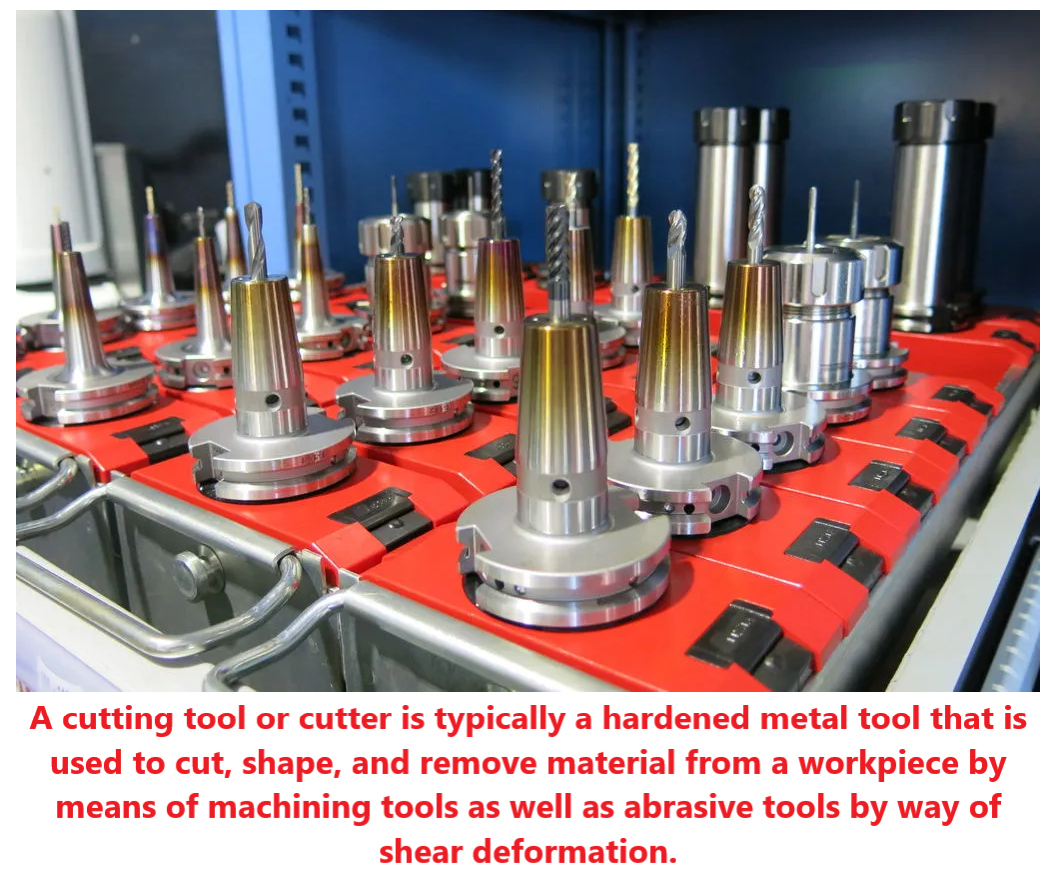 A cutting tool or cutter is typically a hardened metal tool that is
used to cut, shape, and remove material from a workpiece by
means of machining tools as well as abrasive tools by way of
shear deformation.